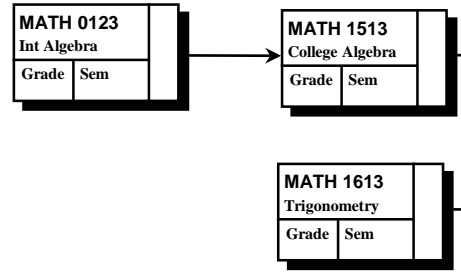 MATH 0123
Int Algebra
Grade Sem
MATH 1513
College Algebra
Grade Sem
MATH 1613
Trigonometry
Grade Sem